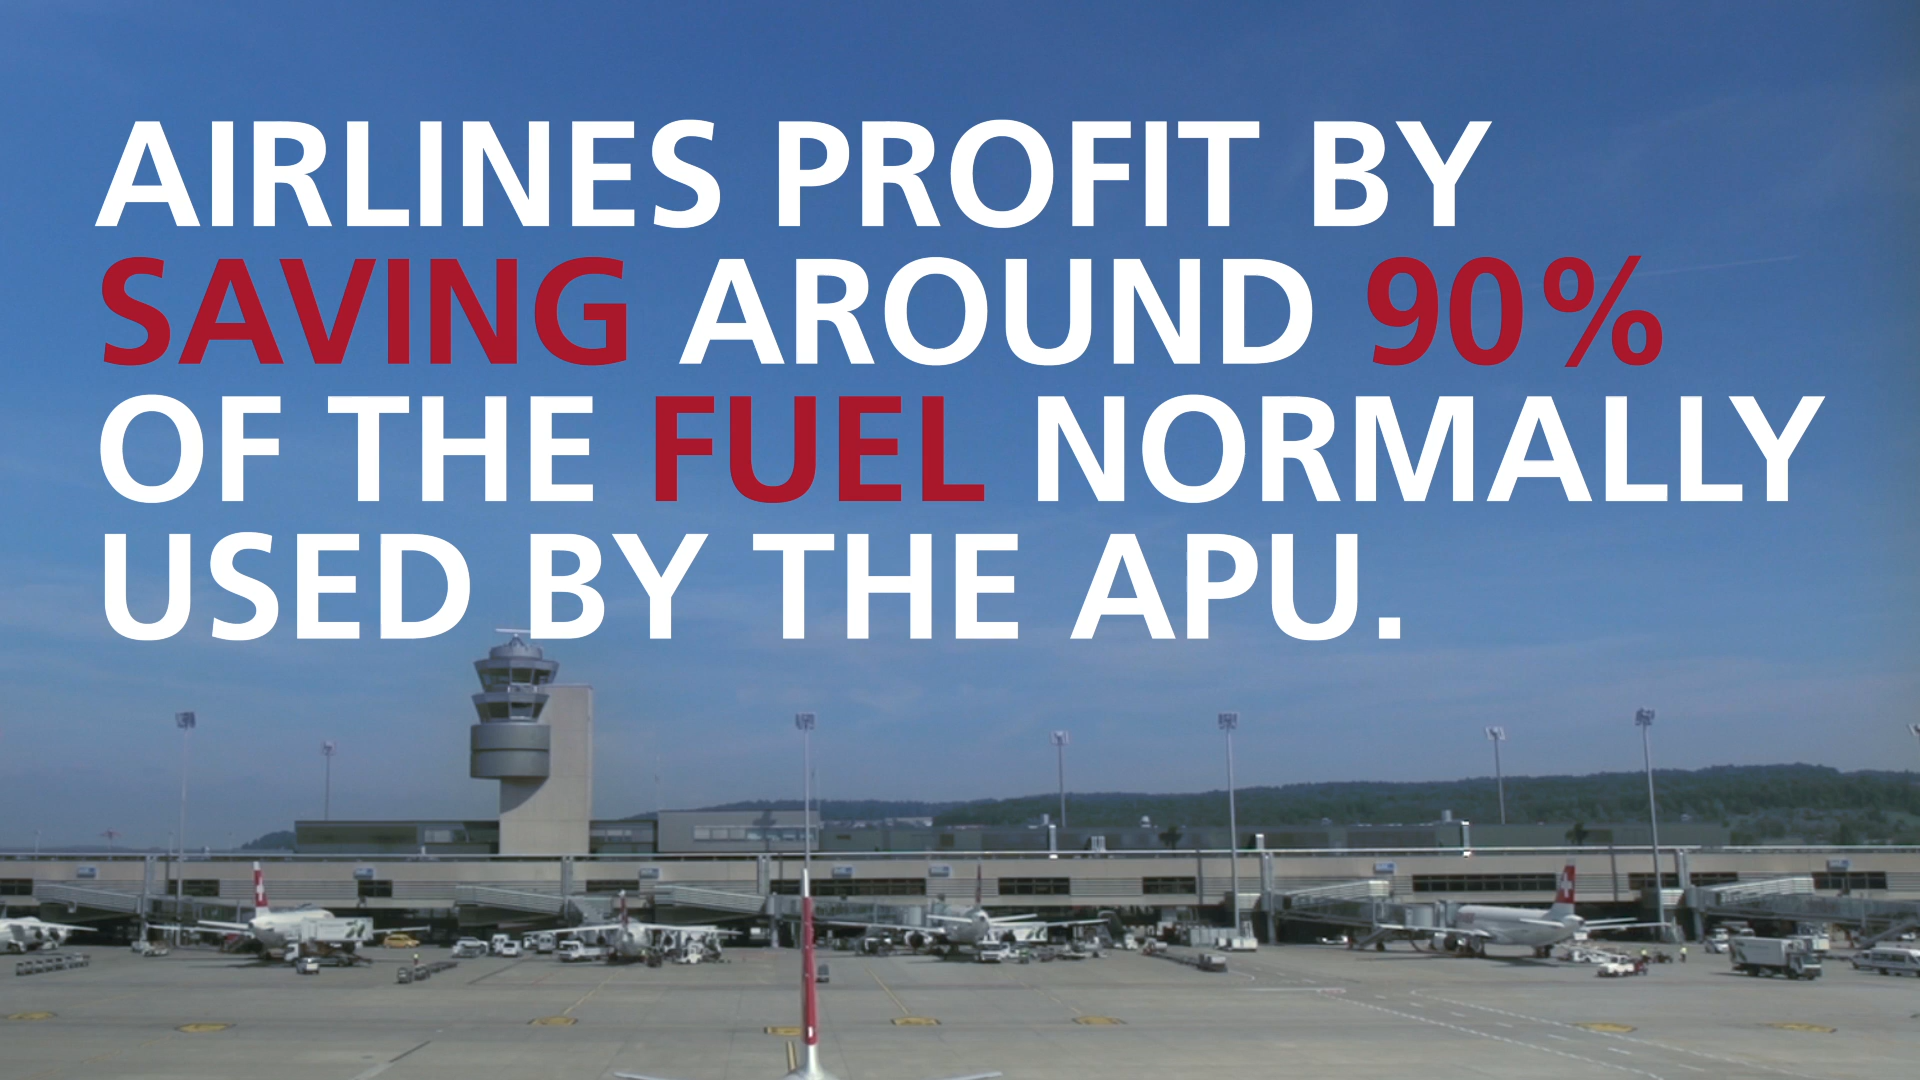 AIRLINES PROFIT BY
SAVING AROUND 90%
OF THE FUEL NORMALLY
USED BY THE APU.